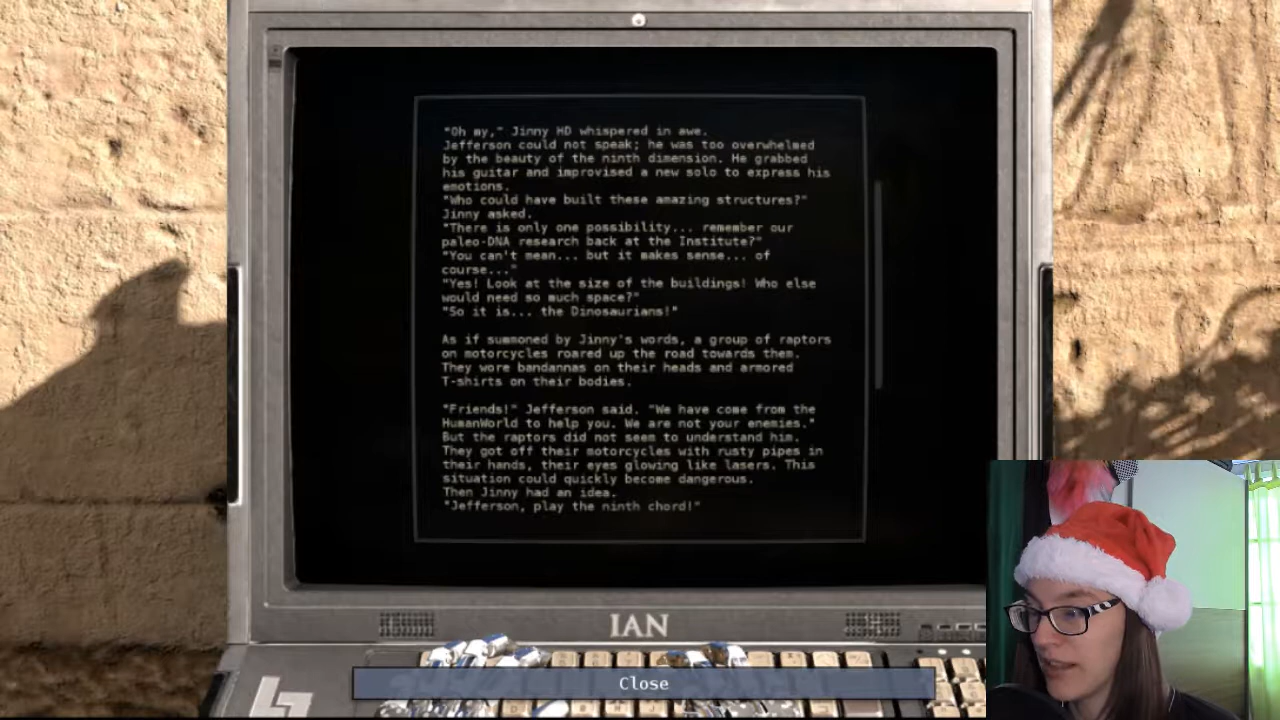 "Oh my," Jinny HD whispered in awe.
Jefferson could not speak; he was too overwhelmed
by the beauty of the ninth dimension. He grabbed
his guitar and improvised a new solo to express his
emotions.
"Who could have built these amazing structures?"
Jinny asked.
"There is only one possibility... remember our
paleo-DNA research back at the Institute?"
"You can't mean... but it makes sense... of
course..."
"Yes! Look at the size of the buildings! Who else
would need so much space?"
"So it is... the Dinosaurians!"
As if summoned by Jinny's words, a group of raptors
on motorcycles roared up the road towards them.
They wore bandannas on their heads and armored
T-shirts on their bodies.
"Friends!" Jefferson said. "We have come from the
HumanWorld to help you. We are not your enemies."
But the raptors did not seem to understand him.
They got off their motorcycles with rusty pipes in
their hands, their eyes glowing like lasers. This
situation could quickly become dangerous.
Then Jinny had an idea.
"Jefferson, play the ninth chord!"
IAN
Close